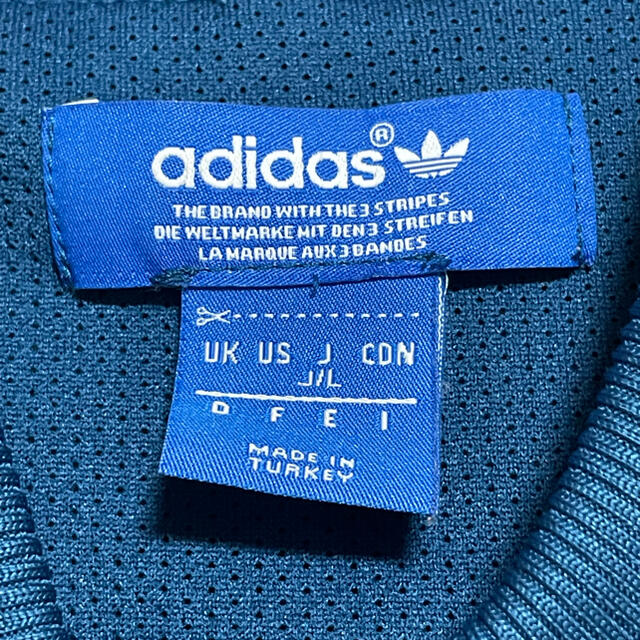 adidas®
THE BRAND WITH THE 3 STRIPES
DIE WELTMARKE MIT DEN 3 STREIFEN
LA MARQUE AUX 3 BANDES
UK US J CDN
J/L
D F E I
MADE IN
TURKEY